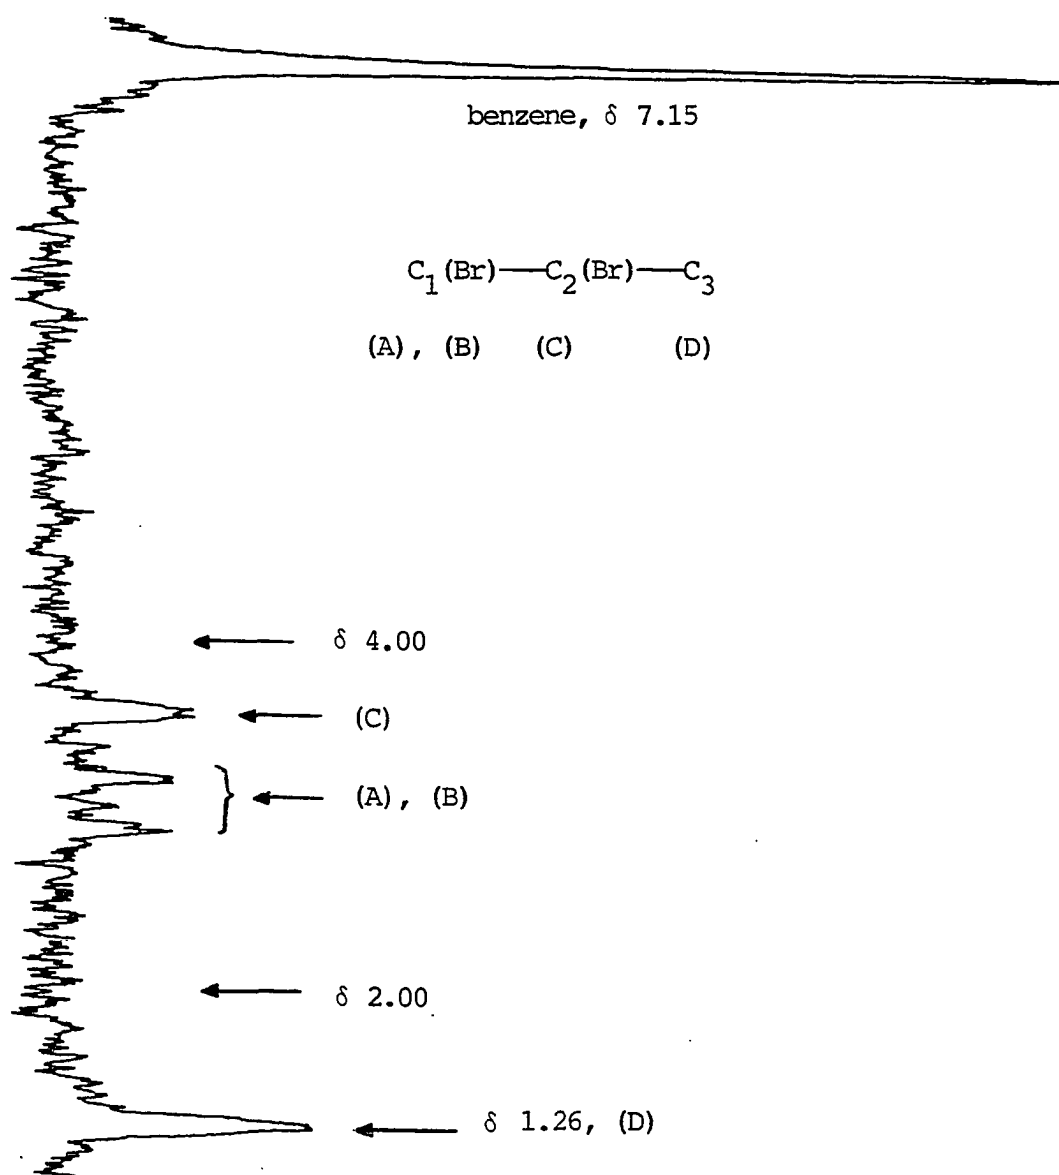 benzene, δ 7.15
C₁(Br)—C₂(Br)—C₃
(A), (B) (C) (D)
δ 4.00
(C)
(A), (B)
δ 2.00
δ 1.26, (D)